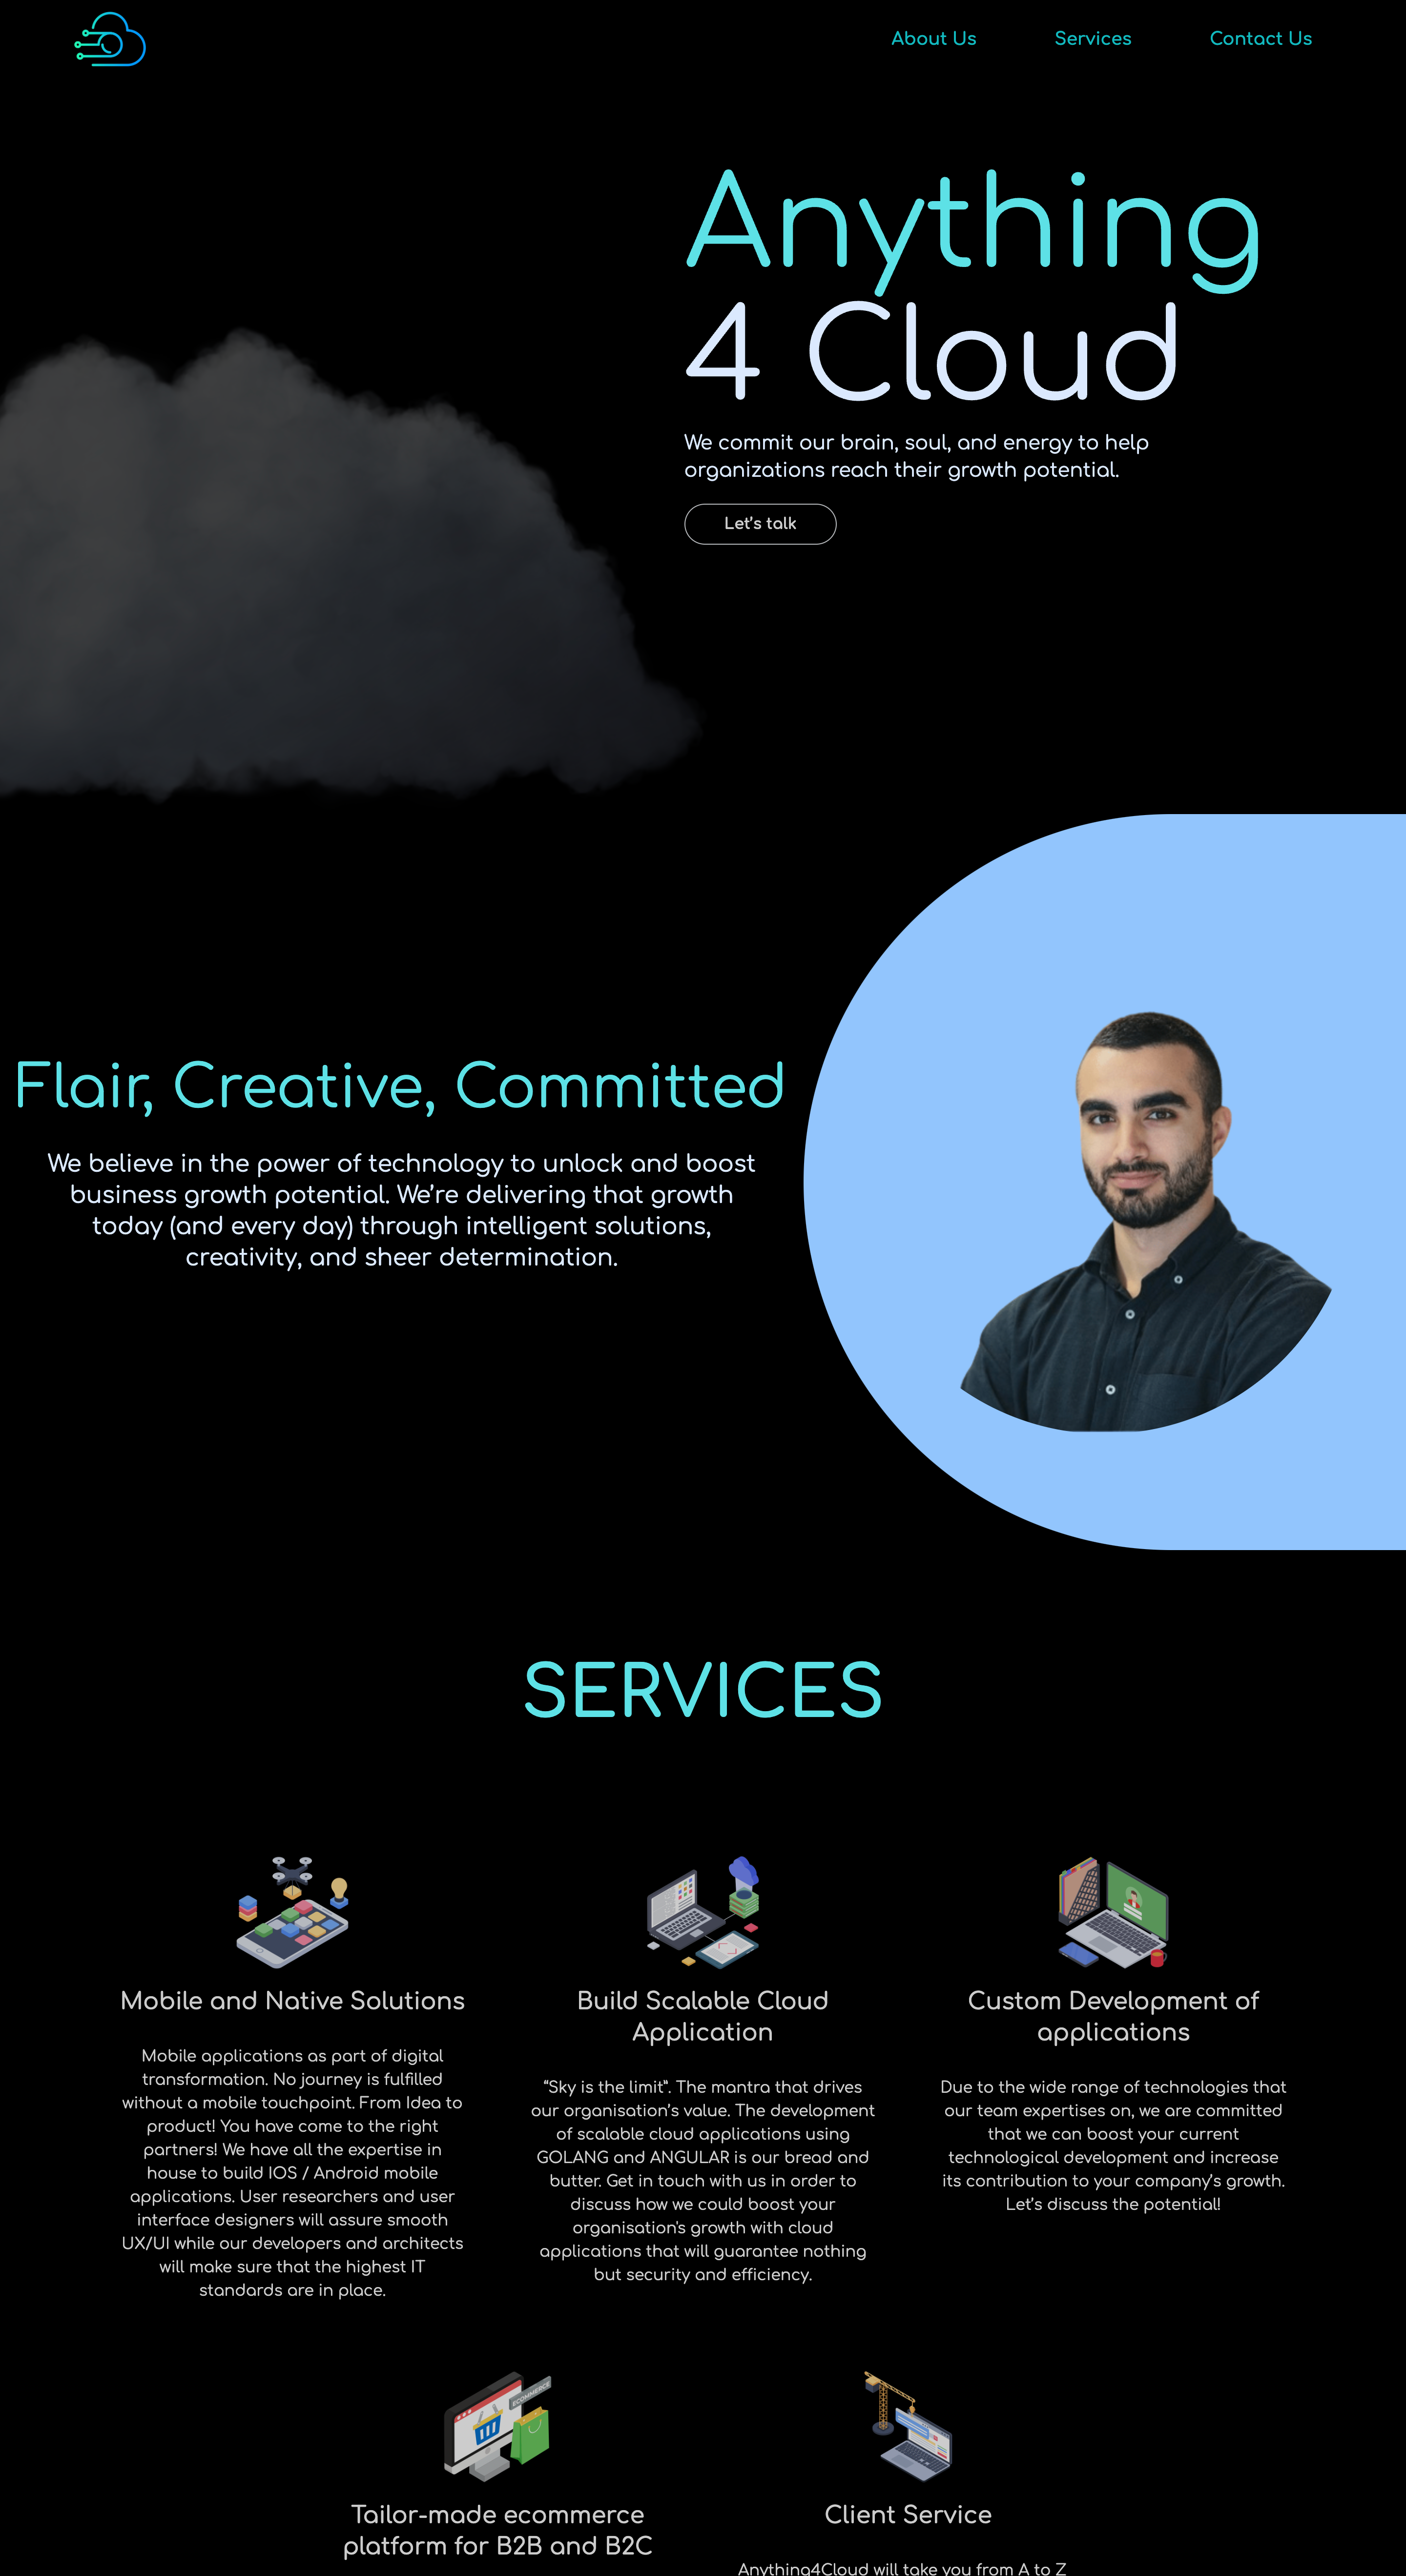 About Us
Services
Contact Us
Anything
4 Cloud
We commit our brain, soul, and energy to help
organizations reach their growth potential.
Let’s talk
Flair, Creative, Committed
We believe in the power of technology to unlock and boost
business growth potential. We’re delivering that growth
today (and every day) through intelligent solutions,
creativity, and sheer determination.
SERVICES
Mobile and Native Solutions
Mobile applications as part of digital
transformation. No journey is fulfilled
without a mobile touchpoint. From Idea to
product! You have come to the right
partners! We have all the expertise in
house to build IOS / Android mobile
applications. User researchers and user
interface designers will assure smooth
UX/UI while our developers and architects
will make sure that the highest IT
standards are in place.
Build Scalable Cloud
Application
“Sky is the limit”. The mantra that drives
our organisation’s value. The development
of scalable cloud applications using
GOLANG and ANGULAR is our bread and
butter. Get in touch with us in order to
discuss how we could boost your
organisation's growth with cloud
applications that will guarantee nothing
but security and efficiency.
Custom Development of
applications
Due to the wide range of technologies that
our team expertises on, we are committed
that we can boost your current
technological development and increase
its contribution to your company’s growth.
Let’s discuss the potential!
ECOMMERCE
Tailor-made ecommerce
platform for B2B and B2C
Client Service
Anything4Cloud will take you from A to Z